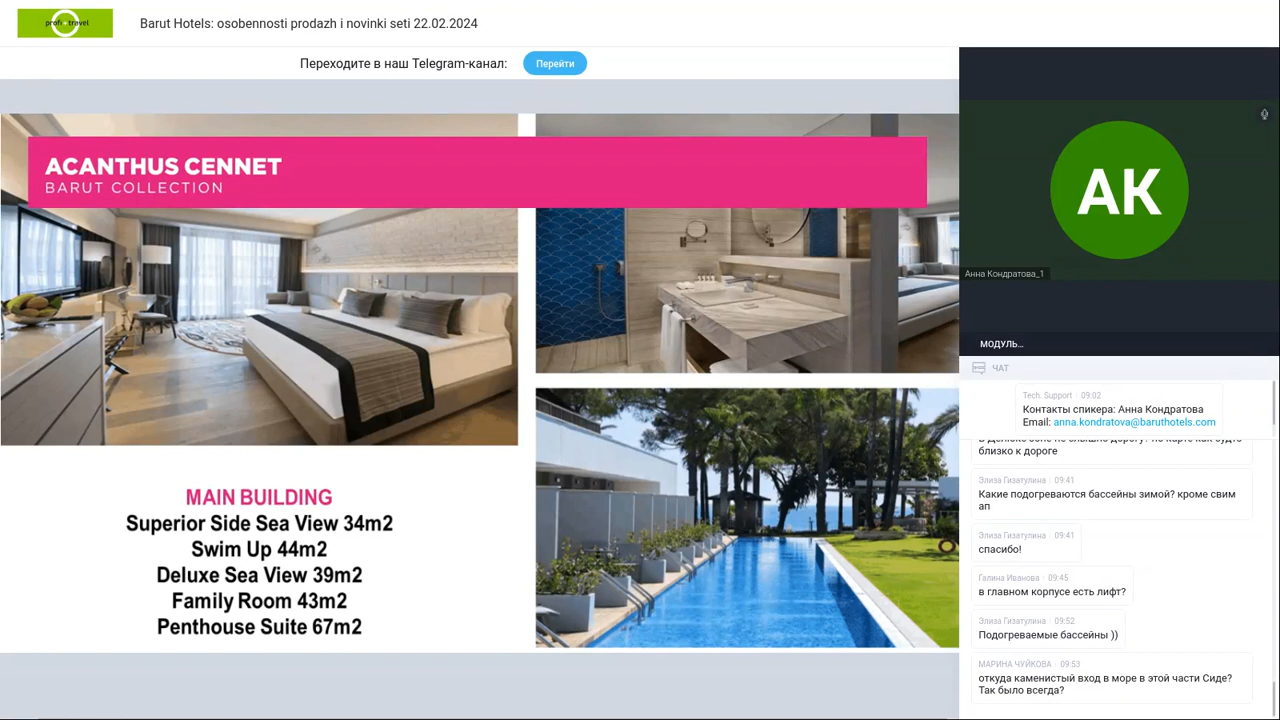 profi travel
Barut Hotels: osobennosti prodazh i novinki seti 22.02.2024
Переходите в наш Telegram-канал:
Перейти
ACANTHUS CENNET
BARUT COLLECTION
MAIN BUILDING
Superior Side Sea View 34m2
Swim Up 44m2
Deluxe Sea View 39m2
Family Room 43m2
Penthouse Suite 67m2
АК
Анна Кондратова_1
МОДУЛЬ…
ЧАТ
Tech. Support 09:02
Контакты спикера: Анна Кондратова
Email: anna.kondratova@baruthotels.com
близко к дороге
Элиза Гизатулина 09:41
Какие подогреваются бассейны зимой? кроме свим
ап
Элиза Гизатулина 09:41
спасибо!
Галина Иванова 09:45
в главном корпусе есть лифт?
Элиза Гизатулина 09:52
Подогреваемые бассейны ))
МАРИНА ЧУЙКОВА 09:53
откуда каменистый вход в море в этой части Сиде?
Так было всегда?